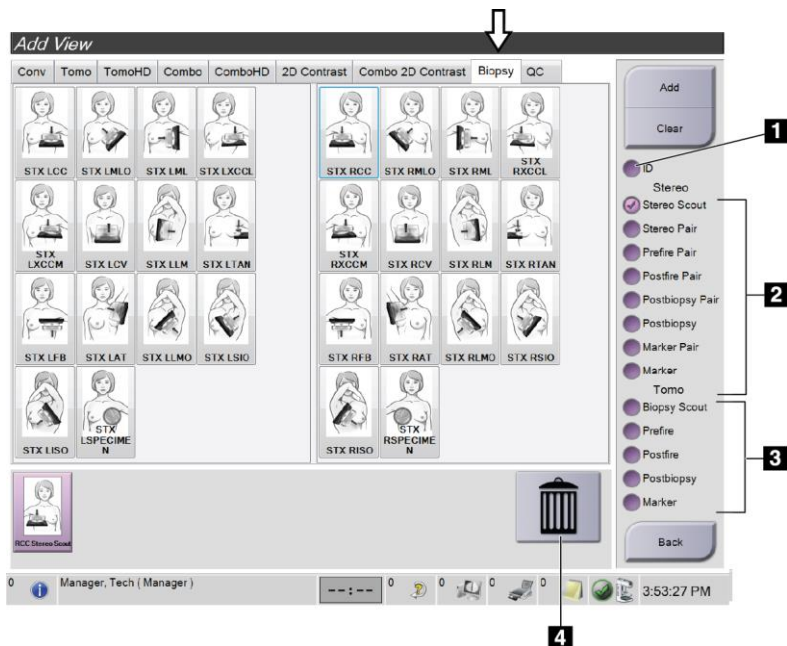 Add View
Conv Tomo TomoHD Combo ComboHD 2D Contrast Combo 2D Contrast Biopsy QC
STX LCC STX LMLO STX LML STX LXCCL
STX RCC STX RMLO STX RML STX
RXCCL
STX
LXCCM STX LCV STX LLM STX LTAN
STX
RXCCM STX RCV STX RLM STX RTAN
STX LFB STX LAT STX LLMO STX LSIO
STX RFB STX RAT STX RLMO STX RSIO
STX LISO STX
LSPECIME
N
STX RISO STX
RSPECIME
N
RCC Stereo Scout
Add
Clear
1
ID
Stereo
Stereo Scout
Stereo Pair
Prefire Pair
Postfire Pair
Postbiopsy Pair
Postbiopsy
Marker Pair
Marker
2
Tomo
Biopsy Scout
Prefire
Postfire
Postbiopsy
Marker
3
Back
0 Manager, Tech ( Manager ) --:-- 0 0 0 0 3:53:27 PM
4